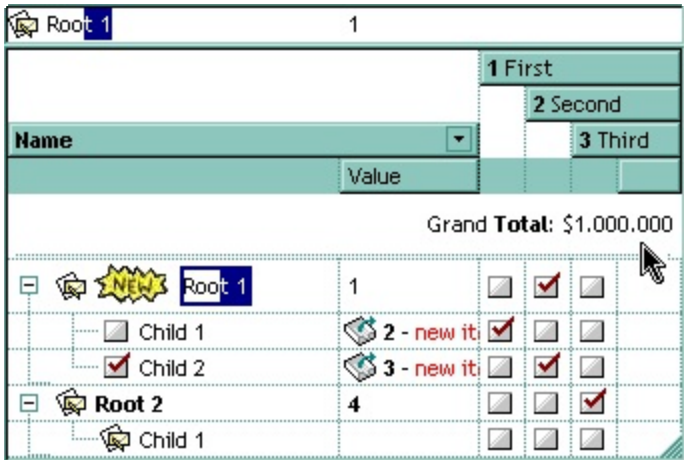 Root 1 1
1 First
2 Second
Name 3 Third
Value
Grand Total: $1.000.000
NEW Root 1 1
Child 1 2 - new it
Child 2 3 - new it
Root 2 4
Child 1